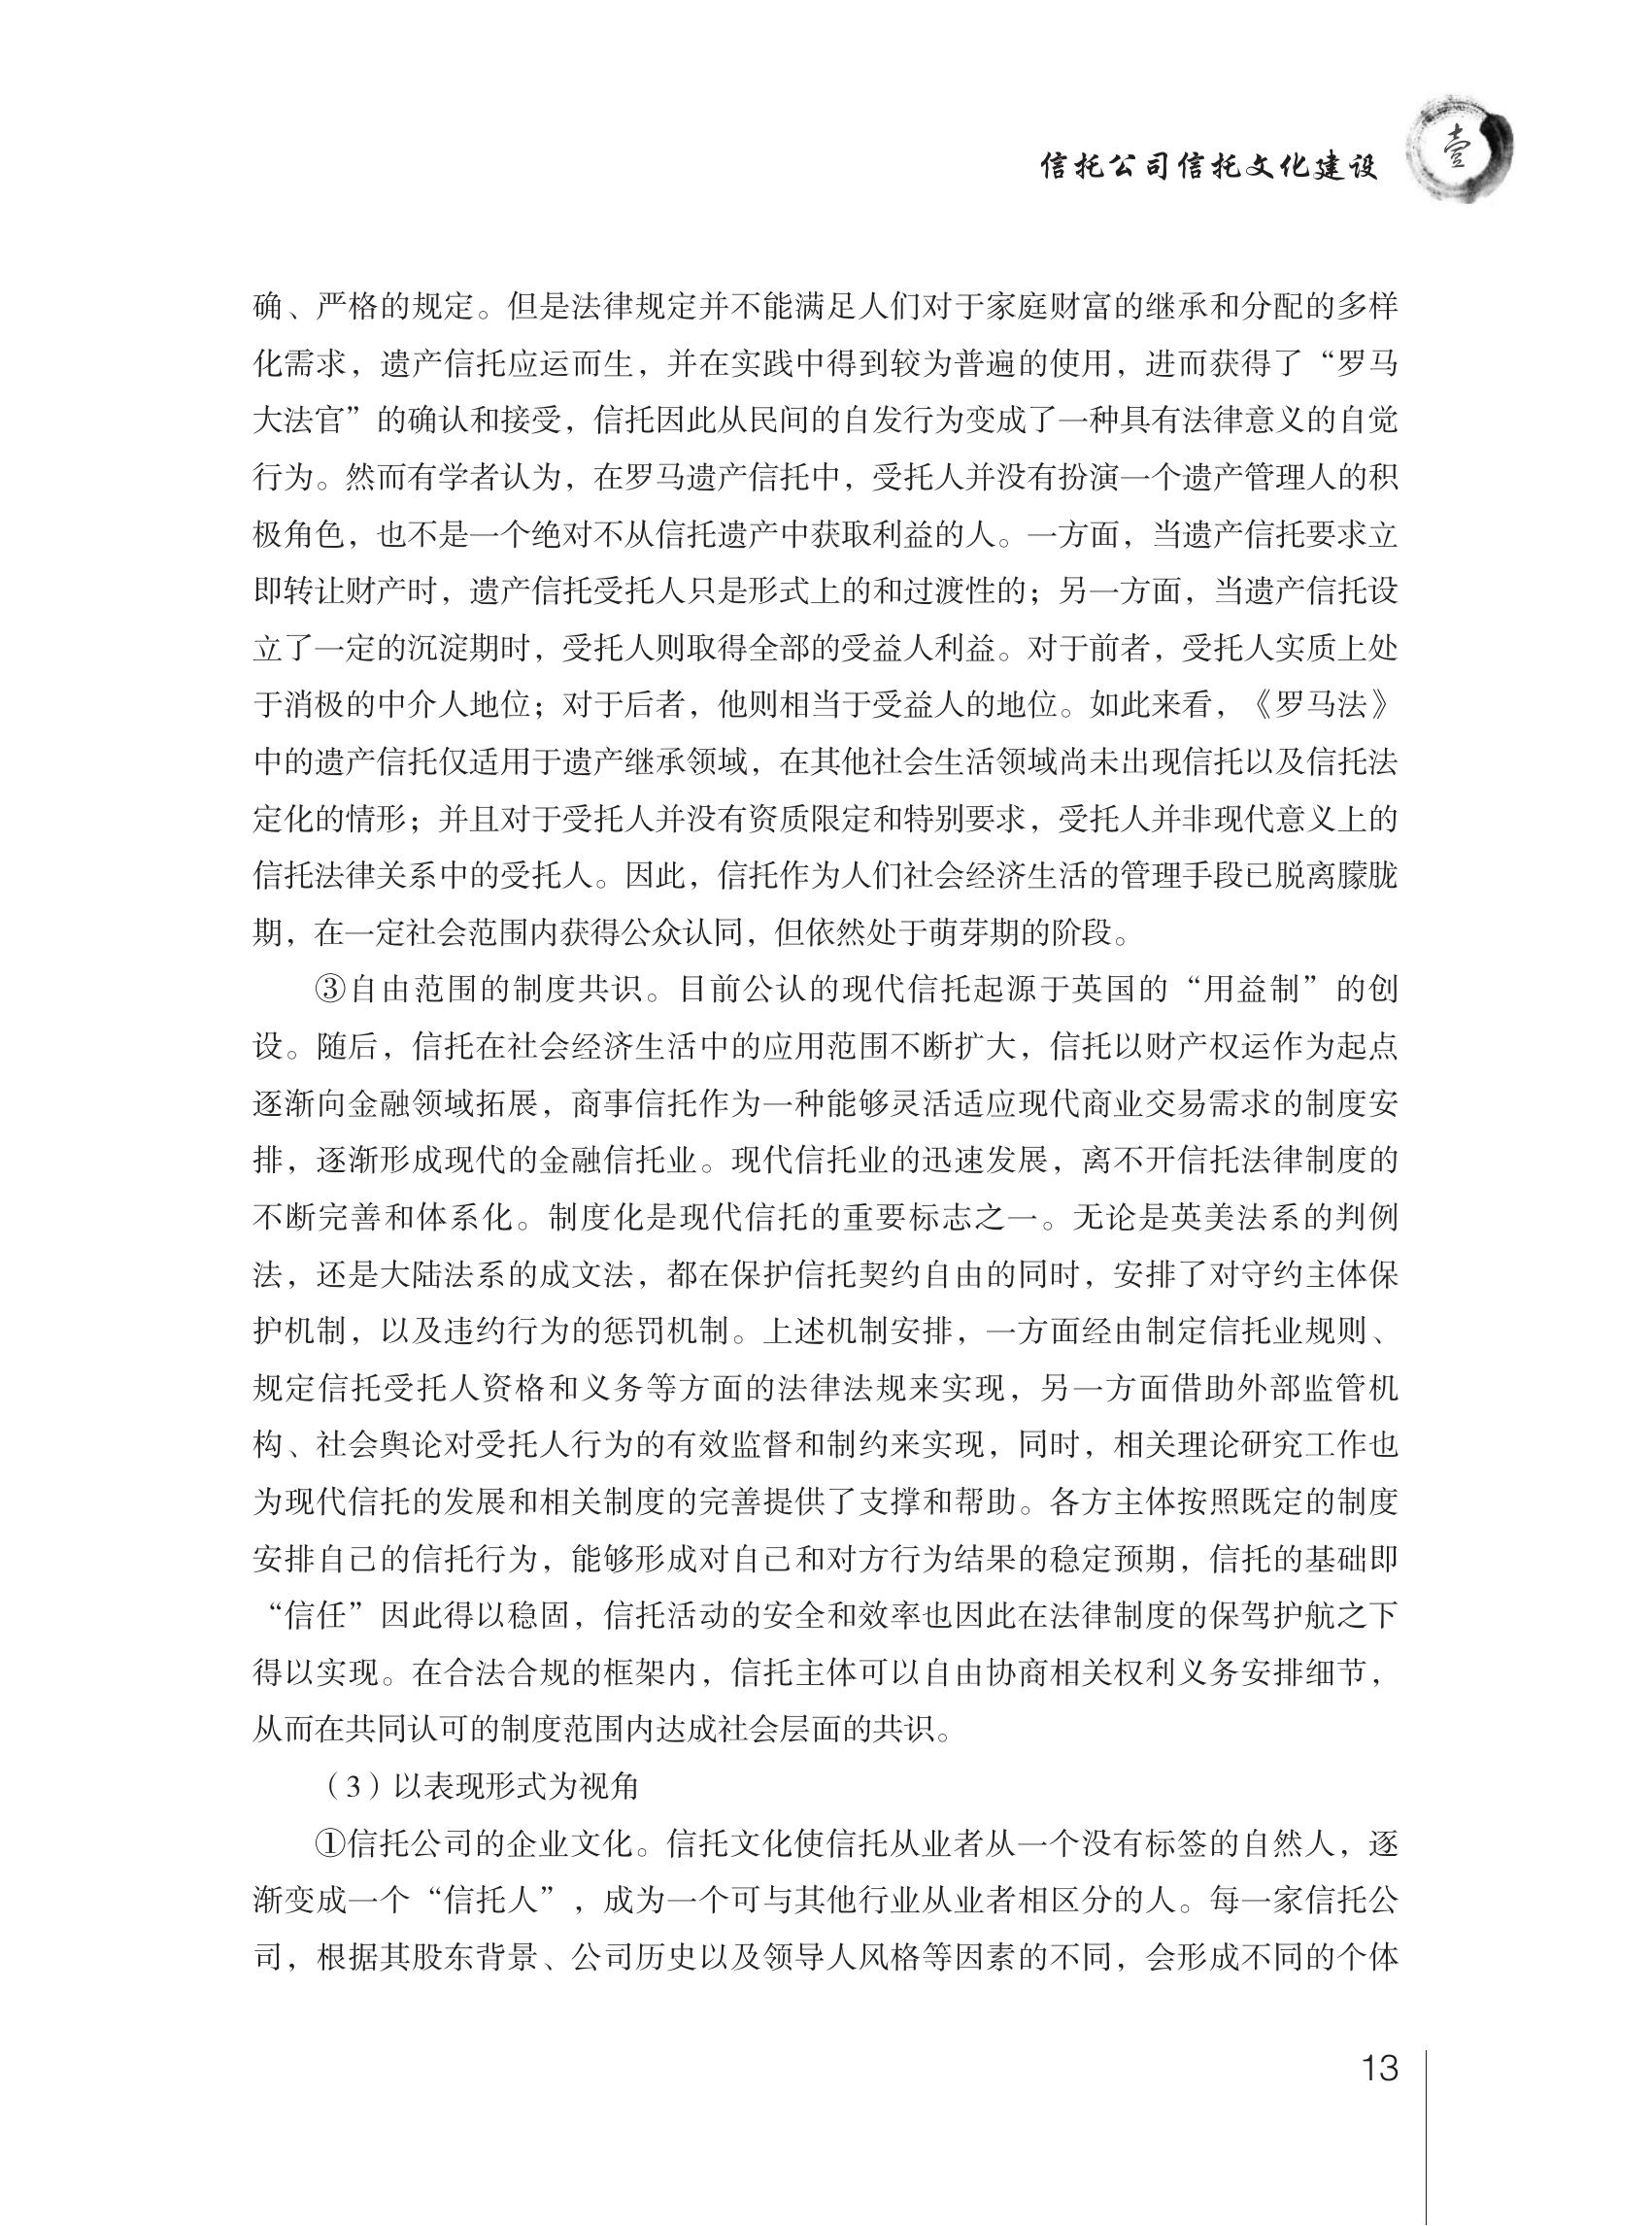 信托公司信托文化建设
壹
确、严格的规定。但是法律规定并不能满足人们对于家庭财富的继承和分配的多样
化需求，遗产信托应运而生，并在实践中得到较为普遍的使用，进而获得了“罗马
大法官”的确认和接受，信托因此从民间的自发行为变成了一种具有法律意义的自觉
行为。然而有学者认为，在罗马遗产信托中，受托人并没有扮演一个遗产管理人的积
极角色，也不是一个绝对不从信托遗产中获取利益的人。一方面，当遗产信托要求立
即转让财产时，遗产信托受托人只是形式上的和过渡性的；另一方面，当遗产信托设
立了一定的沉淀期时，受托人则取得全部的受益人利益。对于前者，受托人实质上处
于消极的中介人地位；对于后者，他则相当于受益人的地位。如此来看，《罗马法》
中的遗产信托仅适用于遗产继承领域，在其他社会生活领域尚未出现信托以及信托法
定化的情形；并且对于受托人并没有资质限定和特别要求，受托人并非现代意义上的
信托法律关系中的受托人。因此，信托作为人们社会经济生活的管理手段已脱离朦胧
期，在一定社会范围内获得公众认同，但依然处于萌芽期的阶段。
③自由范围的制度共识。目前公认的现代信托起源于英国的“用益制”的创
设。随后，信托在社会经济生活中的应用范围不断扩大，信托以财产权运作为起点
逐渐向金融领域拓展，商事信托作为一种能够灵活适应现代商业交易需求的制度安
排，逐渐形成现代的金融信托业。现代信托业的迅速发展，离不开信托法律制度的
不断完善和体系化。制度化是现代信托的重要标志之一。无论是英美法系的判例
法，还是大陆法系的成文法，都在保护信托契约自由的同时，安排了对守约主体保
护机制，以及违约行为的惩罚机制。上述机制安排，一方面经由制定信托业规则、
规定信托受托人资格和义务等方面的法律法规来实现，另一方面借助外部监管机
构、社会舆论对受托人行为的有效监督和制约来实现，同时，相关理论研究工作也
为现代信托的发展和相关制度的完善提供了支撑和帮助。各方主体按照既定的制度
安排自己的信托行为，能够形成对自己和对方行为结果的稳定预期，信托的基础即
“信任”因此得以稳固，信托活动的安全和效率也因此在法律制度的保驾护航之下
得以实现。在合法合规的框架内，信托主体可以自由协商相关权利义务安排细节，
从而在共同认可的制度范围内达成社会层面的共识。
（3）以表现形式为视角
①信托公司的企业文化。信托文化使信托从业者从一个没有标签的自然人，逐
渐变成一个“信托人”，成为一个可与其他行业从业者相区分的人。每一家信托公
司，根据其股东背景、公司历史以及领导人风格等因素的不同，会形成不同的个体
13